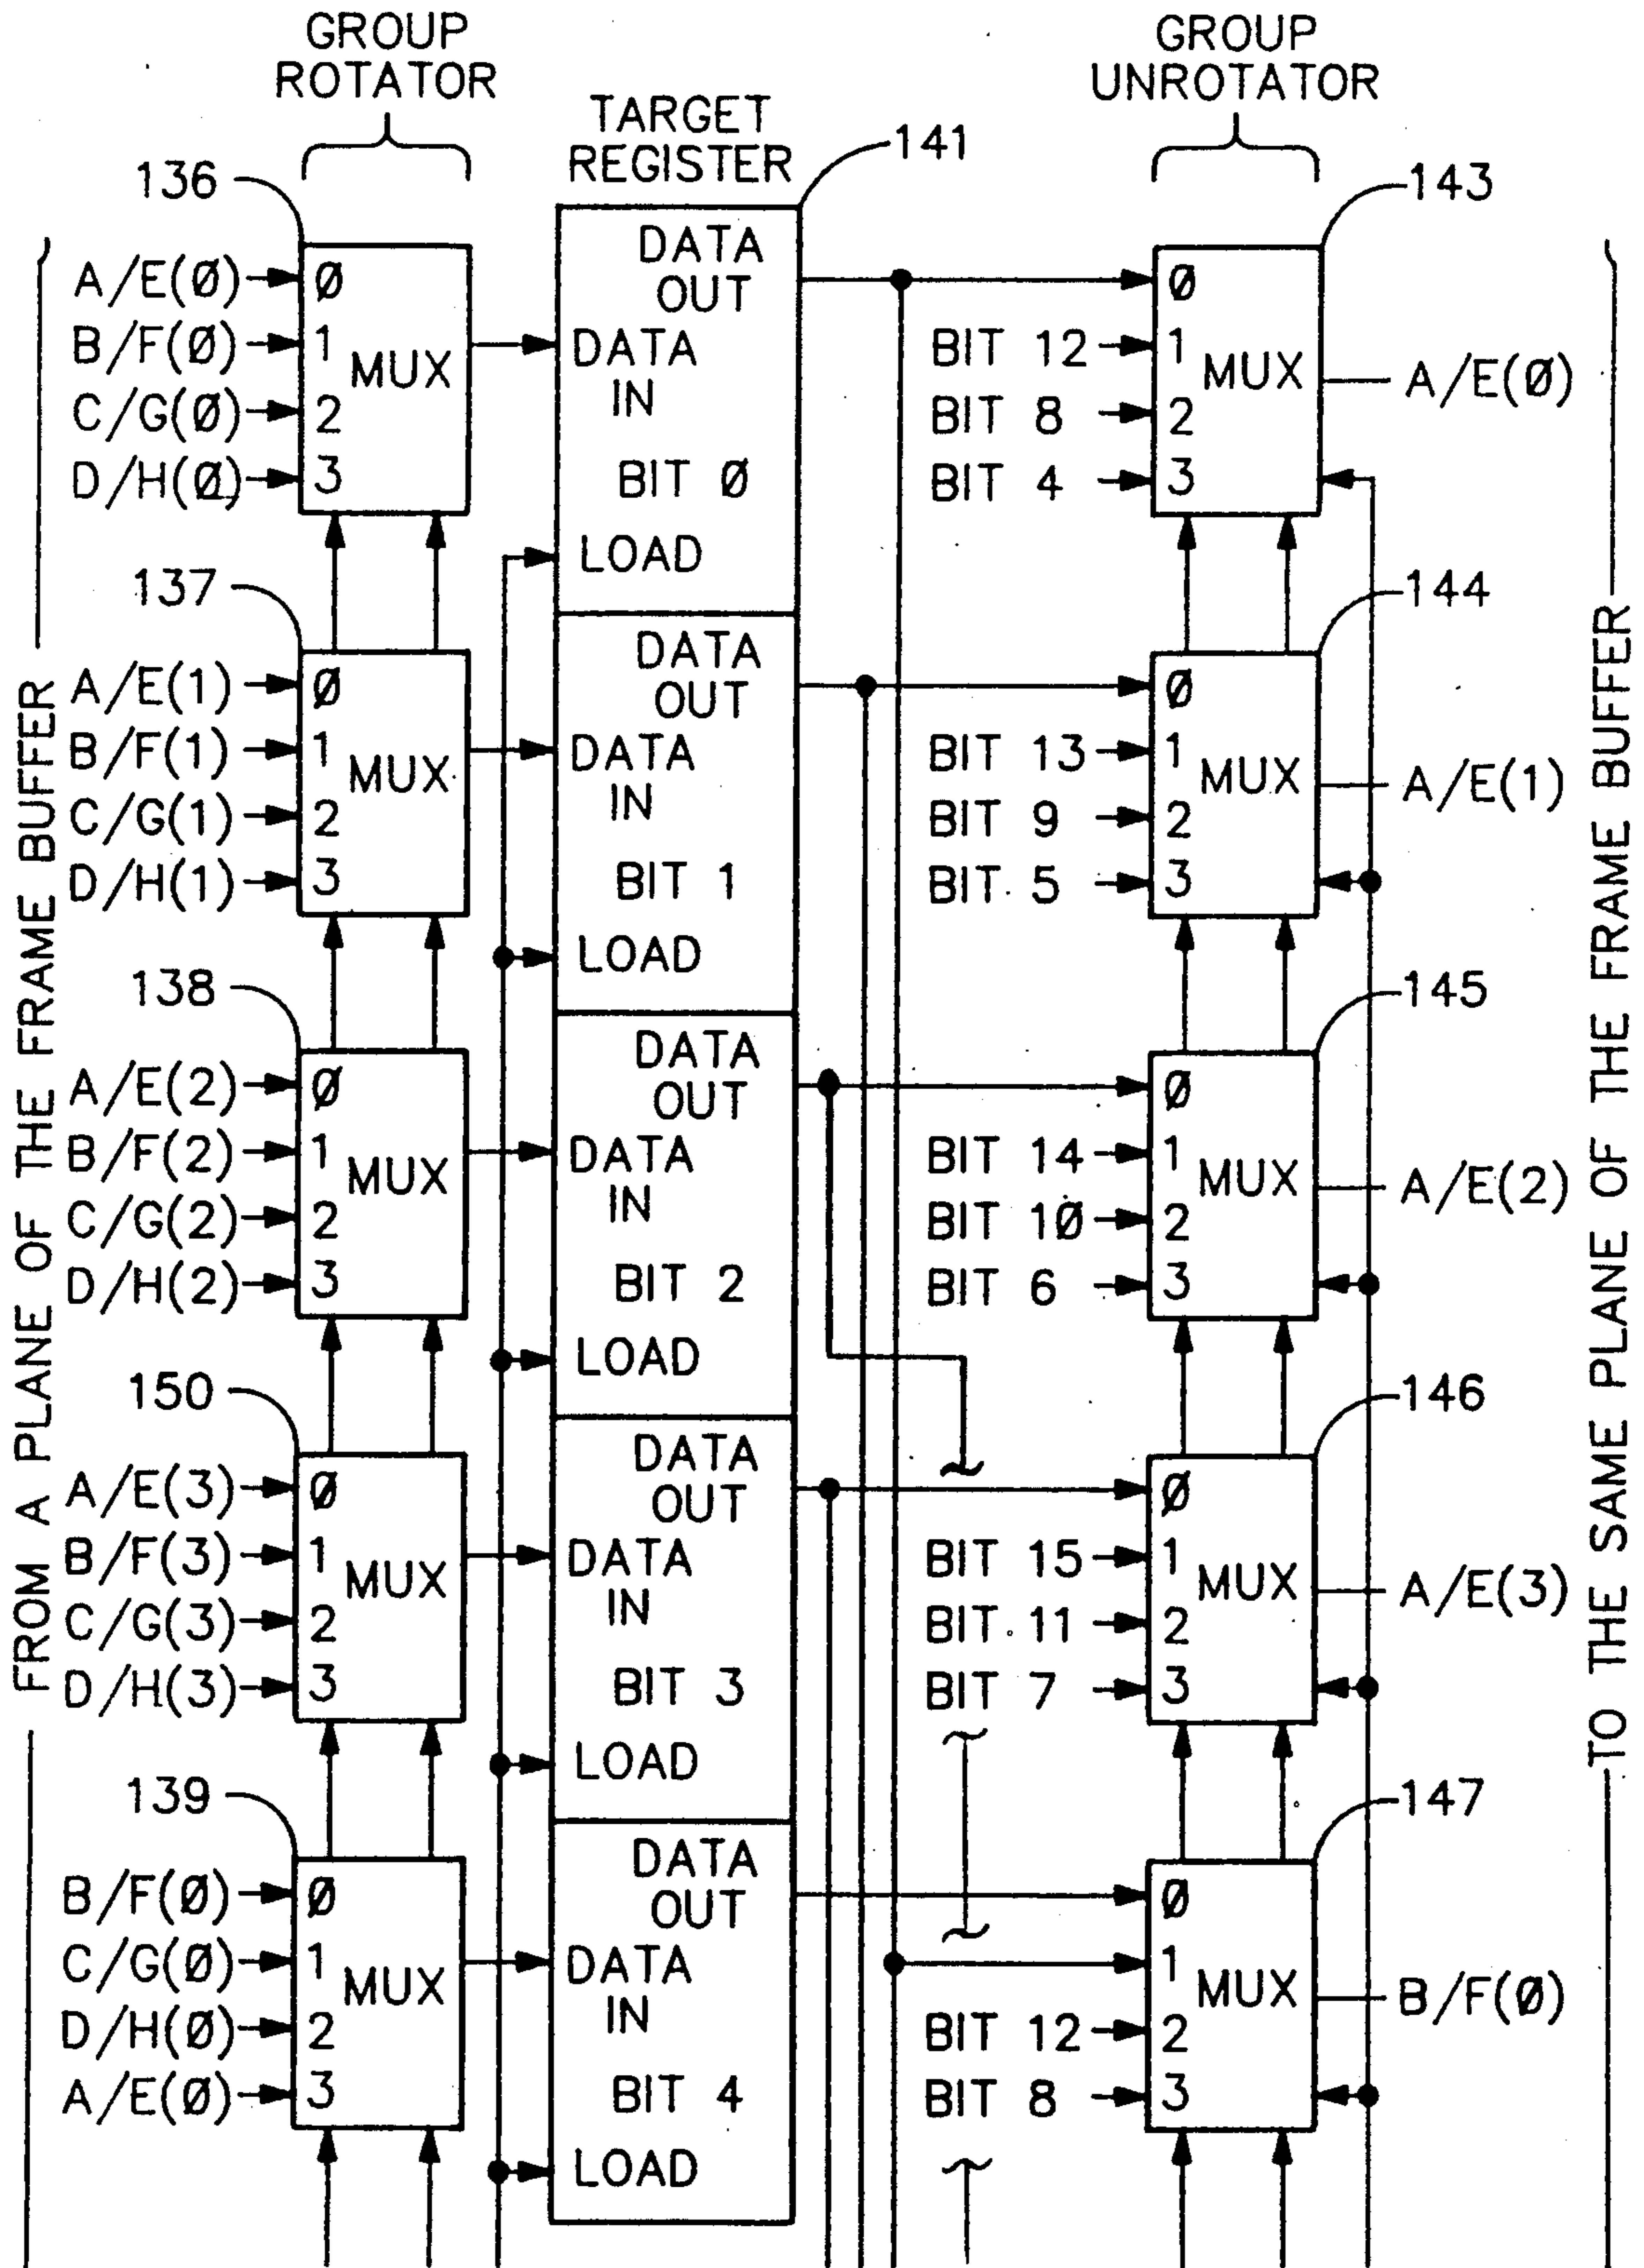 GROUP
ROTATOR
GROUP
UNROTATOR
TARGET
REGISTER
141
136
143
A/E(Ø)
B/F(Ø)
C/G(Ø)
D/H(Ø)
Ø
1
2
3
MUX
DATA
OUT
DATA
IN
BIT Ø
LOAD
BIT 12
BIT 8
BIT 4
Ø
1
2
3
MUX
A/E(Ø)
137
144
A/E(1)
B/F(1)
C/G(1)
D/H(1)
Ø
1
2
3
MUX
DATA
OUT
DATA
IN
BIT 1
LOAD
BIT 13
BIT 9
BIT 5
Ø
1
2
3
MUX
A/E(1)
138
145
A/E(2)
B/F(2)
C/G(2)
D/H(2)
Ø
1
2
3
MUX
DATA
OUT
DATA
IN
BIT 2
LOAD
BIT 14
BIT 1Ø
BIT 6
Ø
1
2
3
MUX
A/E(2)
150
146
A/E(3)
B/F(3)
C/G(3)
D/H(3)
Ø
1
2
3
MUX
DATA
OUT
DATA
IN
BIT 3
LOAD
BIT 15
BIT 11
BIT 7
Ø
1
2
3
MUX
A/E(3)
139
147
B/F(Ø)
C/G(Ø)
D/H(Ø)
A/E(Ø)
Ø
1
2
3
MUX
DATA
OUT
DATA
IN
BIT 4
LOAD
BIT 12
BIT 8
Ø
1
2
3
MUX
B/F(Ø)
FROM A PLANE OF THE FRAME BUFFER
TO THE SAME PLANE OF THE FRAME BUFFER